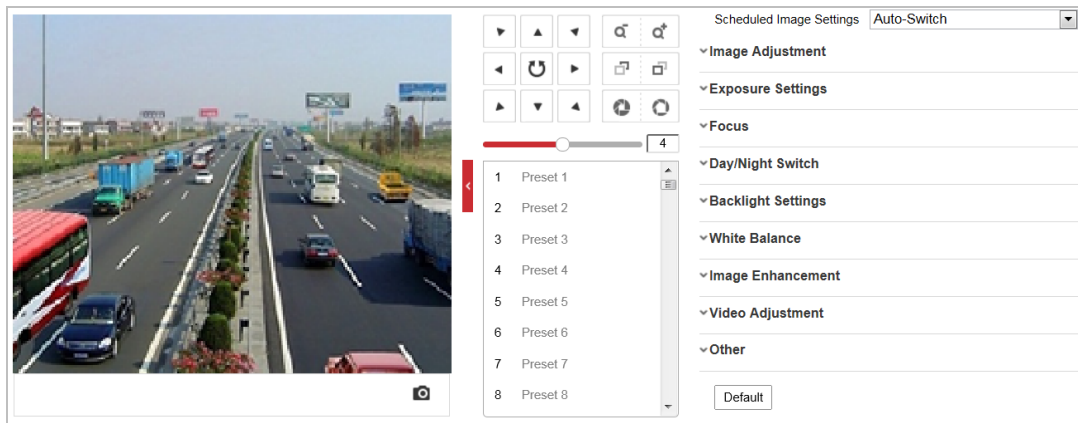 Scheduled Image Settings Auto-Switch
Image Adjustment
Exposure Settings
Focus
Day/Night Switch
Backlight Settings
White Balance
Image Enhancement
Video Adjustment
Other
Default
4
1 Preset 1
2 Preset 2
3 Preset 3
4 Preset 4
5 Preset 5
6 Preset 6
7 Preset 7
8 Preset 8